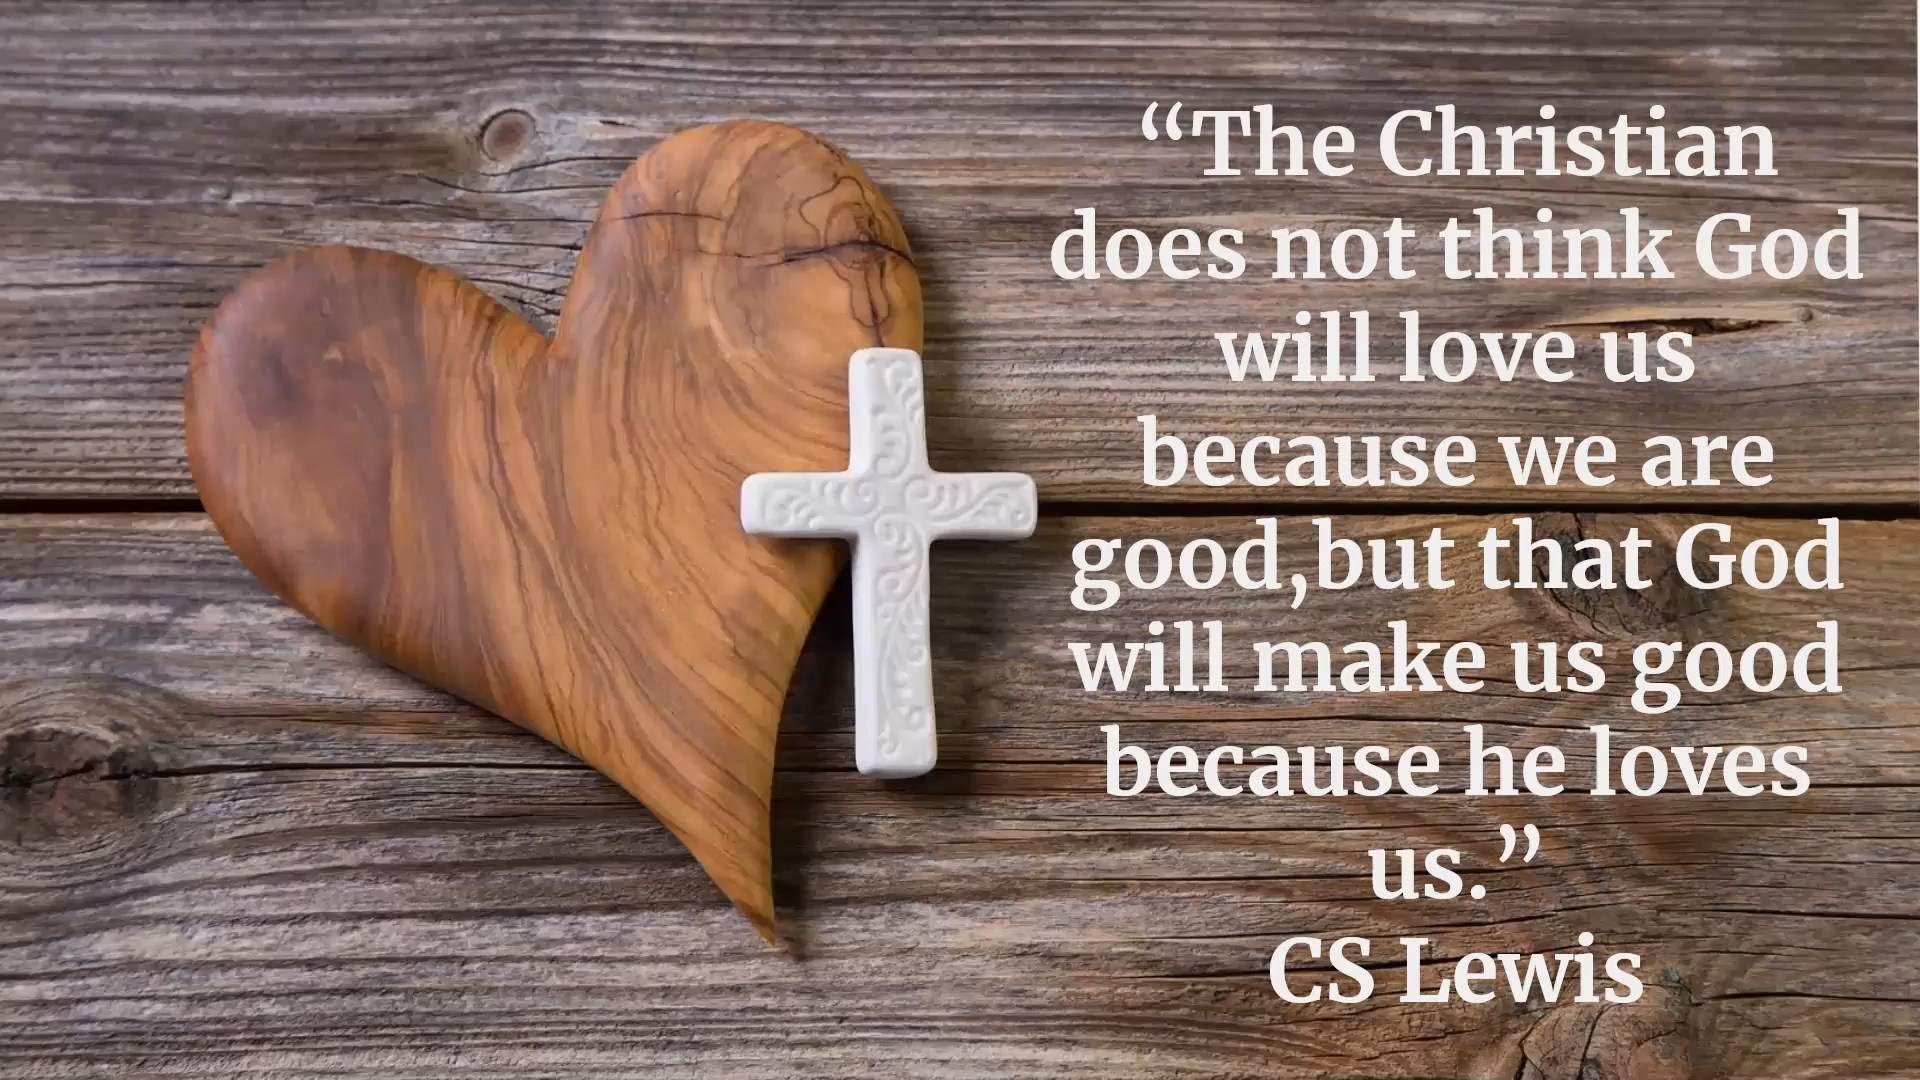 “The Christian
does not think God
will love us
because we are
good,but that God
will make us good
because he loves
us.”
CS Lewis